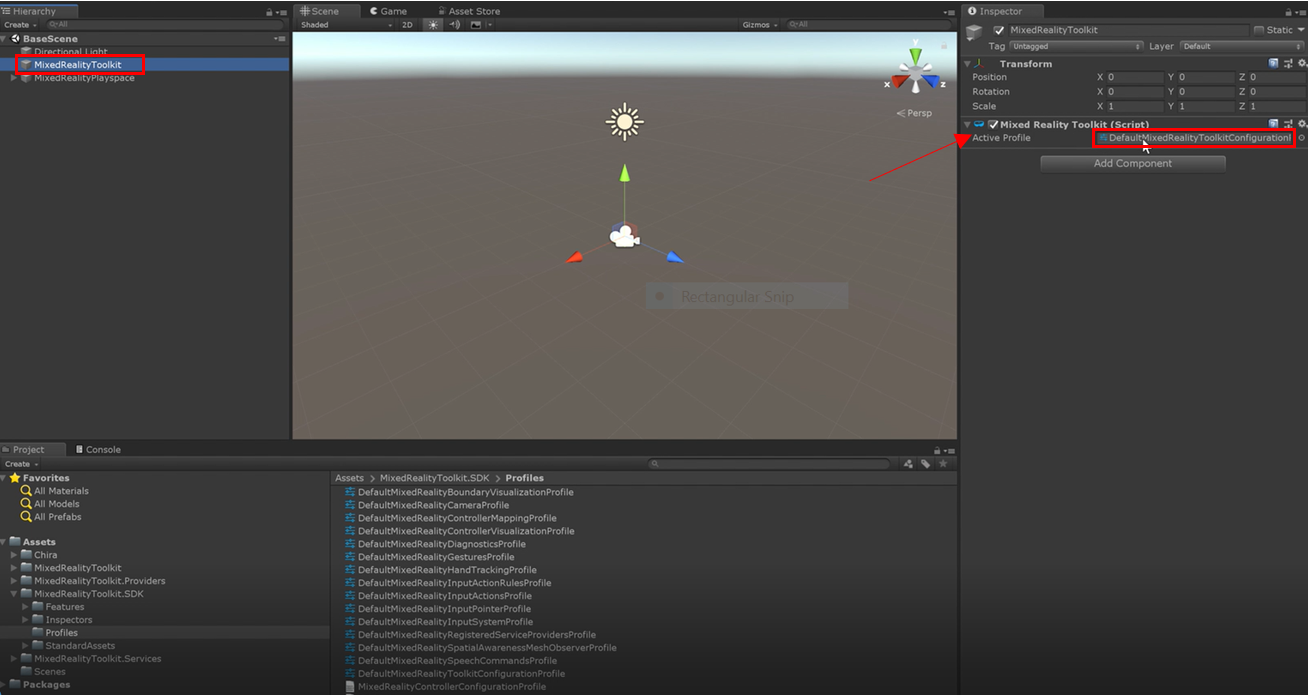 Hierarchy
Create
All
BaseScene
Directional Light
MixedRealityToolkit
MixedRealityPlayspace
Scene
Game
Asset Store
Shaded
2D
Gizmos
All
y
x
z
Persp
Rectangular Snip
Inspector
MixedRealityToolkit
Static
Tag Untagged Layer Default
Transform
Position X 0 Y 0 Z 0
Rotation X 0 Y 0 Z 0
Scale X 1 Y 1 Z 1
Mixed Reality Toolkit (Script)
Active Profile DefaultMixedRealityToolkitConfigurationl
Add Component
Project
Console
Create
Favorites
All Materials
All Models
All Prefabs
Assets
Chira
MixedRealityToolkit
MixedRealityToolkit.Providers
MixedRealityToolkit.SDK
Features
Inspectors
Profiles
StandardAssets
MixedRealityToolkit.Services
Scenes
Packages
Assets > MixedRealityToolkit.SDK > Profiles
DefaultMixedRealityBoundaryVisualizationProfile
DefaultMixedRealityCameraProfile
DefaultMixedRealityControllerMappingProfile
DefaultMixedRealityControllerVisualizationProfile
DefaultMixedRealityDiagnosticsProfile
DefaultMixedRealityGesturesProfile
DefaultMixedRealityHandTrackingProfile
DefaultMixedRealityInputActionRulesProfile
DefaultMixedRealityInputActionsProfile
DefaultMixedRealityInputPointerProfile
DefaultMixedRealityInputSystemProfile
DefaultMixedRealityRegisteredServiceProvidersProfile
DefaultMixedRealitySpatialAwarenessMeshObserverProfile
DefaultMixedRealitySpeechCommandsProfile
DefaultMixedRealityToolkitConfigurationProfile
MixedRealityControllerConfigurationProfile